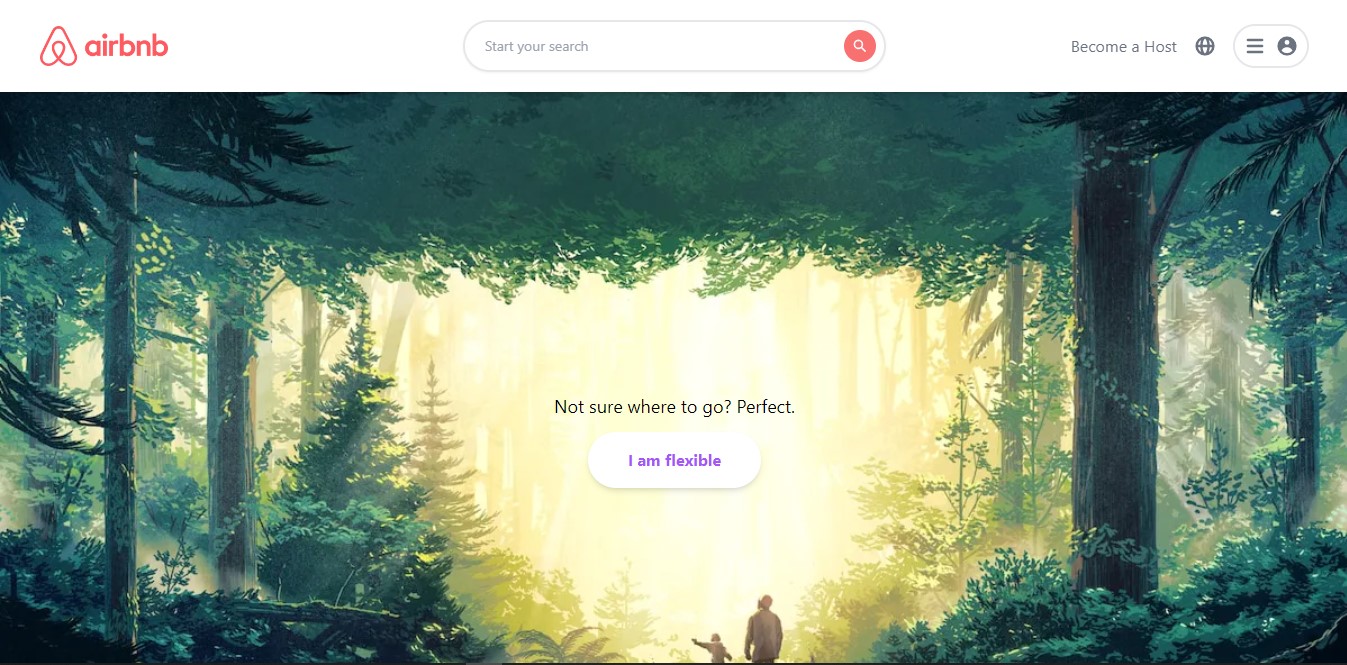 airbnb
Start your search
Become a Host
Not sure where to go? Perfect.
I am flexible